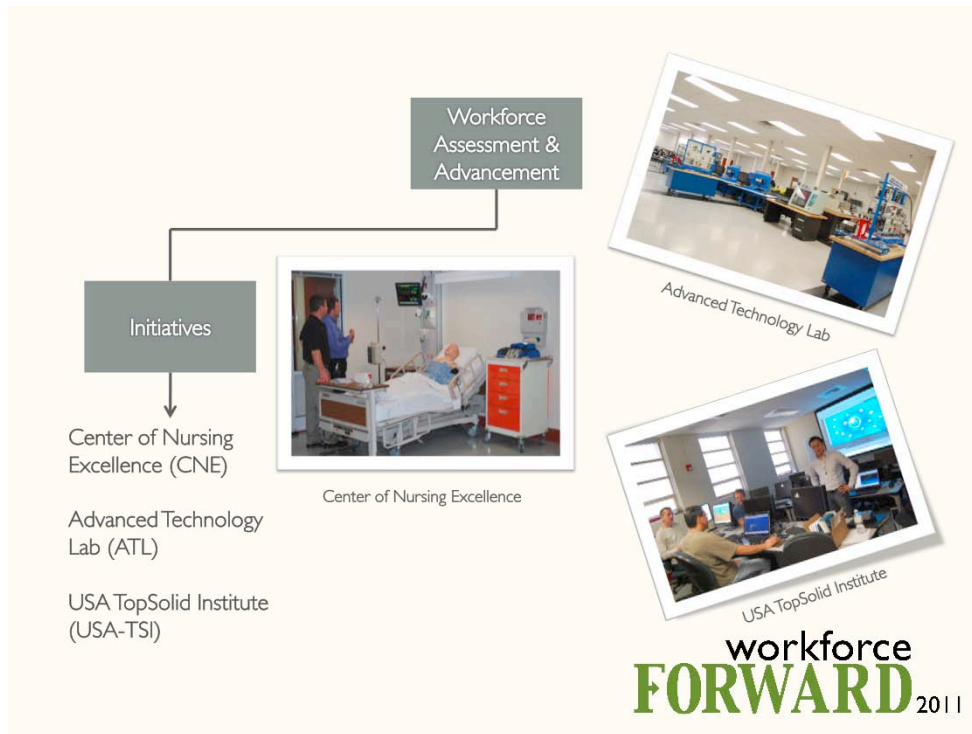 Workforce
Assessment &
Advancement
Initiatives
Center of Nursing
Excellence (CNE)
Advanced Technology
Lab (ATL)
USA TopSolid Institute
(USA-TSI)
Center of Nursing Excellence
Advanced Technology Lab
USA TopSolid Institute
workforce
FORWARD 2011